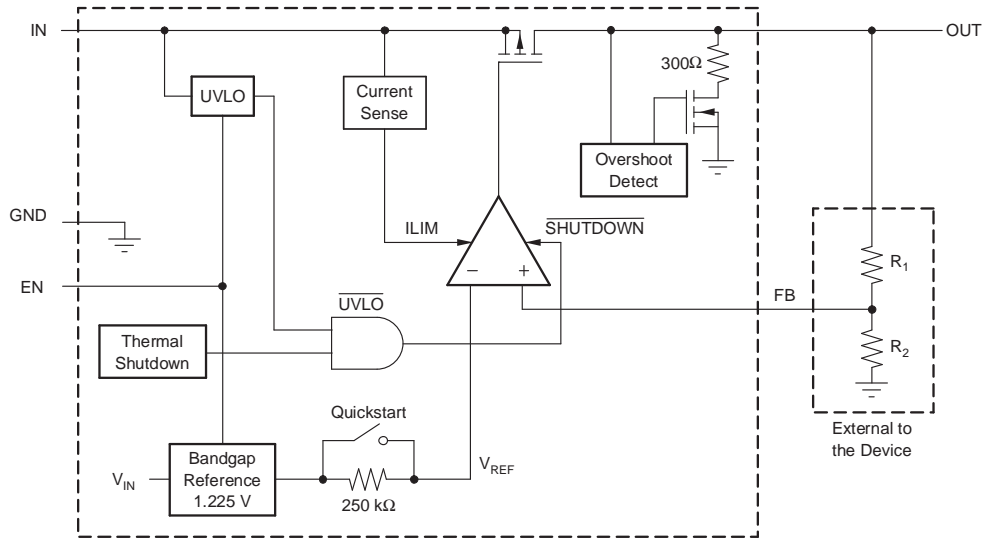 IN
OUT
300Ω
UVLO
Current
Sense
Overshoot
Detect
GND
ILIM
SHUTDOWN
− +
EN
UVLO
FB
R1
R2
Thermal
Shutdown
Quickstart
External to
the Device
VIN
Bandgap
Reference
1.225 V
VREF
250 kΩ